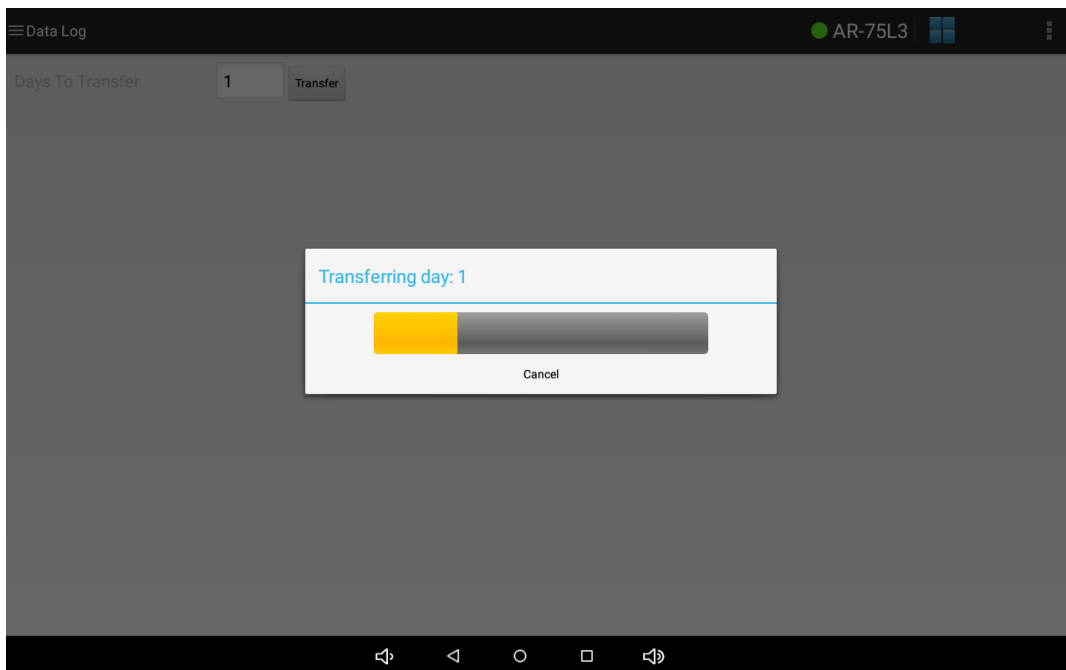 Data Log
AR-75L3
Days To Transfer
1
Transfer
Transferring day: 1
Cancel